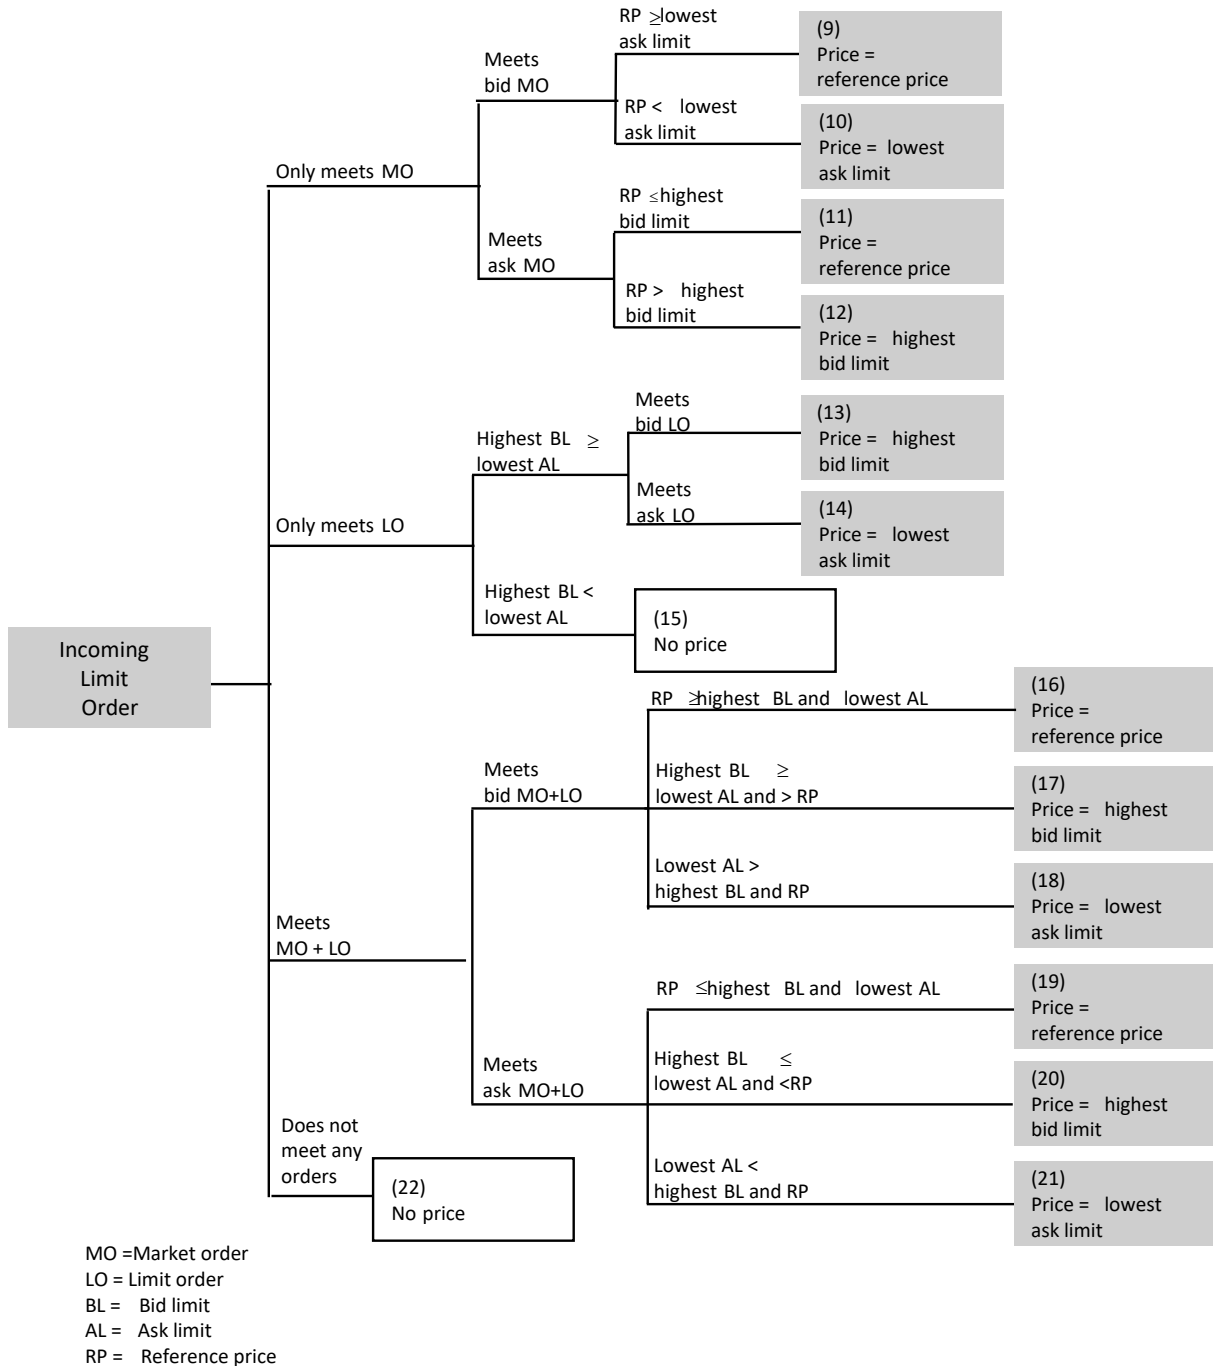 RP ≥lowest
ask limit
(9)
Price =
reference price
Meets
bid MO
RP < lowest
ask limit
(10)
Price = lowest
ask limit
Only meets MO
RP ≤highest
bid limit
(11)
Price =
reference price
Meets
ask MO
RP > highest
bid limit
(12)
Price = highest
bid limit
Meets
bid LO
(13)
Price = highest
bid limit
Highest BL ≥
lowest AL
Meets
ask LO
(14)
Price = lowest
ask limit
Only meets LO
Highest BL <
lowest AL
(15)
No price
Incoming
Limit
Order
RP ≥highest BL and lowest AL
(16)
Price =
reference price
Meets
bid MO+LO
Highest BL ≥
lowest AL and > RP
(17)
Price = highest
bid limit
Lowest AL >
highest BL and RP
(18)
Price = lowest
ask limit
Meets
MO + LO
RP ≤highest BL and lowest AL
(19)
Price =
reference price
Meets
ask MO+LO
Highest BL ≤
lowest AL and <RP
(20)
Price = highest
bid limit
Lowest AL <
highest BL and RP
(21)
Price = lowest
ask limit
Does not
meet any
orders
(22)
No price
MO =Market order
LO = Limit order
BL = Bid limit
AL = Ask limit
RP = Reference price